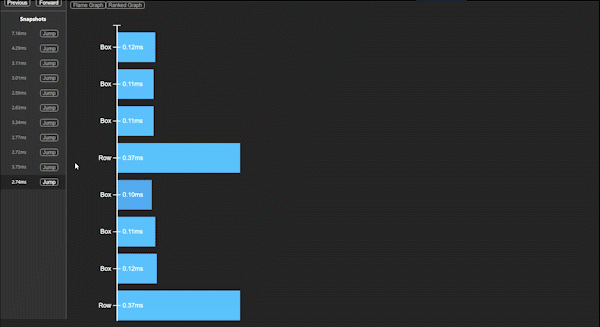 Previous Forward
Flame Graph Ranked Graph
Snapshots
7.16ms Jump
4.29ms Jump
3.11ms Jump
3.01ms Jump
2.59ms Jump
2.63ms Jump
3.34ms Jump
2.77ms Jump
2.72ms Jump
3.73ms Jump
2.74ms Jump
Box 0.12ms
Box 0.11ms
Box 0.11ms
Row 0.37ms
Box 0.10ms
Box 0.11ms
Box 0.12ms
Row 0.37ms